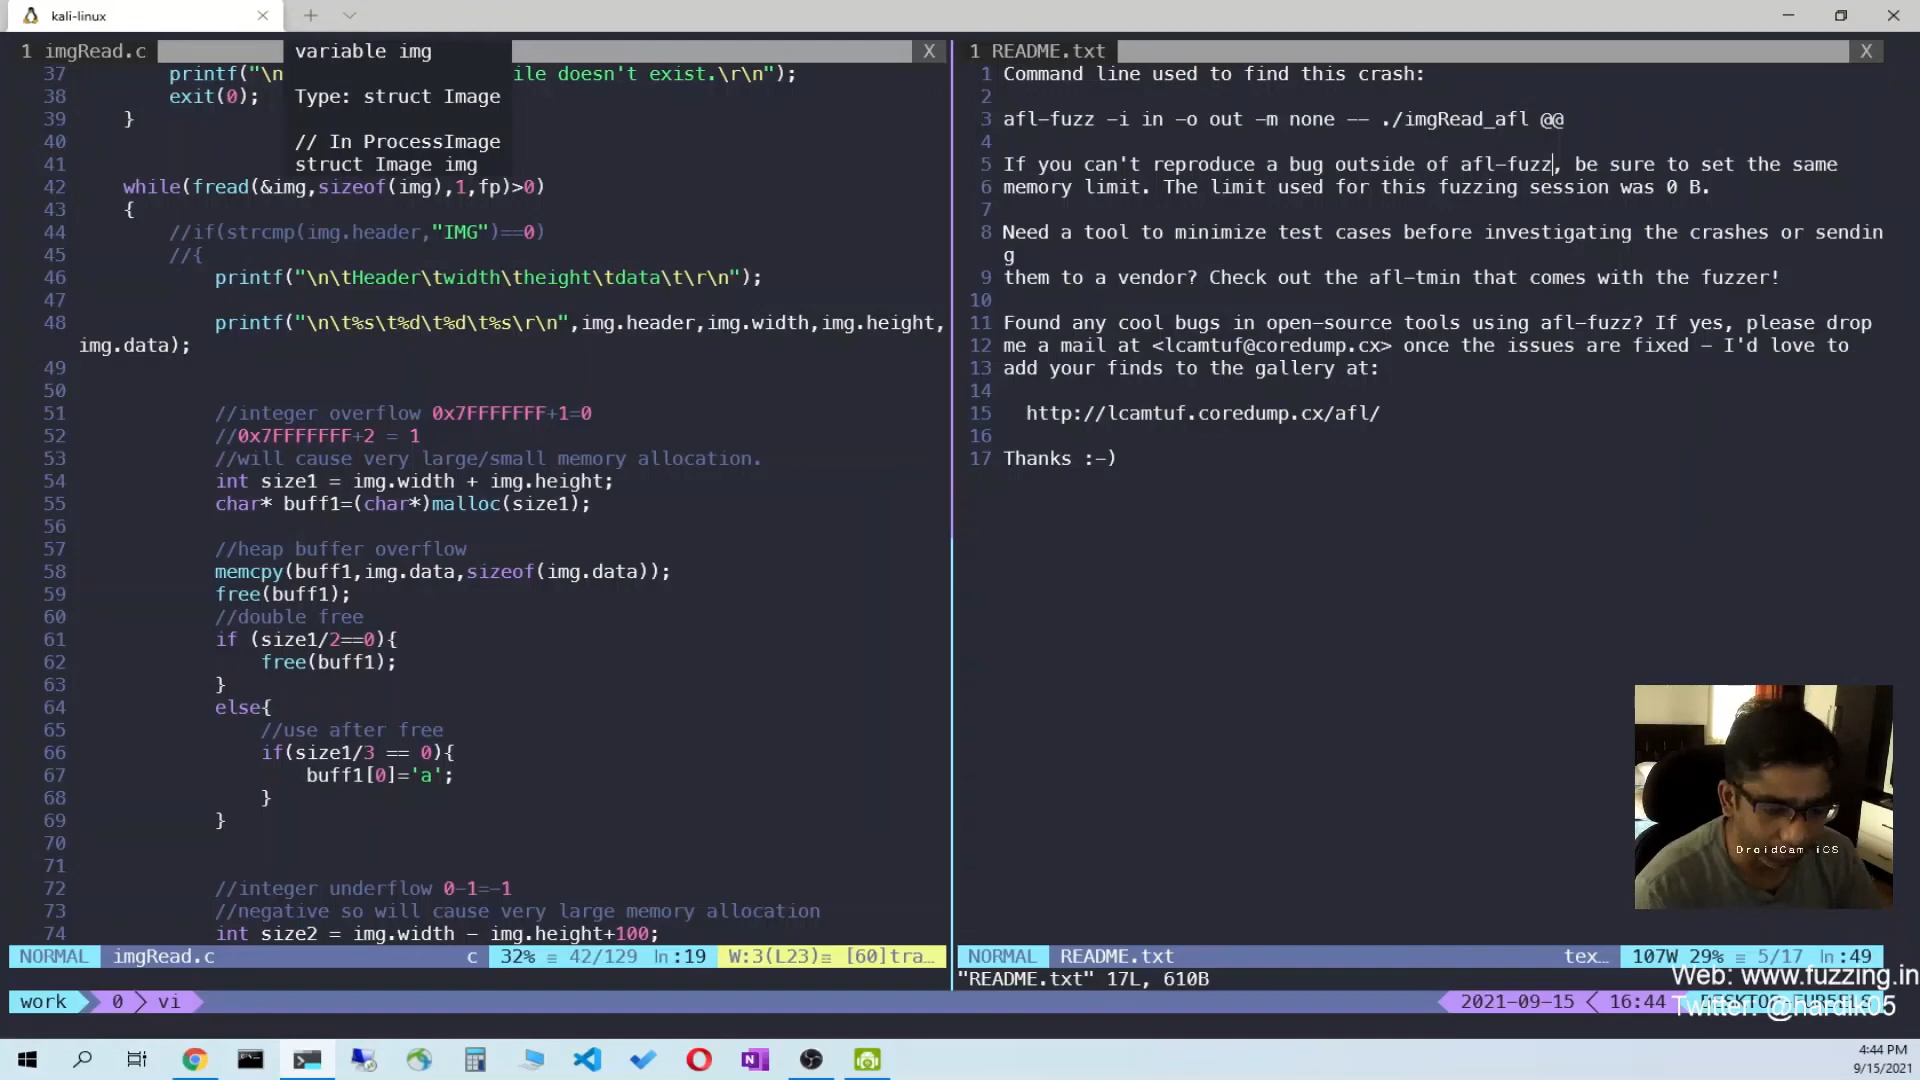 kali-linux
1 imgRead.c
X
variable img
Type: struct Image
// In ProcessImage
struct Image img
37 printf("\n ile doesn't exist.\r\n");
38 exit(0);
39 }
40
41
42 while(fread(&img,sizeof(img),1,fp)>0)
43 {
44 //if(strcmp(img.header,"IMG")==0)
45 //{
46 printf("\n\tHeader\twidth\theight\tdata\t\r\n");
47
48 printf("\n\t%s\t%d\t%d\t%s\r\n",img.header,img.width,img.height,
img.data);
49
50
51 //integer overflow 0x7FFFFFFF+1=0
52 //0x7FFFFFFF+2 = 1
53 //will cause very large/small memory allocation.
54 int size1 = img.width + img.height;
55 char* buff1=(char*)malloc(size1);
56
57 //heap buffer overflow
58 memcpy(buff1,img.data,sizeof(img.data));
59 free(buff1);
60 //double free
61 if (size1/2==0){
62 free(buff1);
63 }
64 else{
65 //use after free
66 if(size1/3 == 0){
67 buff1[0]='a';
68 }
69 }
70
71
72 //integer underflow 0-1=-1
73 //negative so will cause very large memory allocation
74 int size2 = img.width - img.height+100;
NORMAL imgRead.c c 32% ≡ 42/129 ln:19 W:3(L23)≡ [60]tra…
1 README.txt
X
1 Command line used to find this crash:
2
3 afl-fuzz -i in -o out -m none -- ./imgRead_afl @@
4
5 If you can't reproduce a bug outside of afl-fuzz, be sure to set the same
6 memory limit. The limit used for this fuzzing session was 0 B.
7
8 Need a tool to minimize test cases before investigating the crashes or sendin
g
9 them to a vendor? Check out the afl-tmin that comes with the fuzzer!
10
11 Found any cool bugs in open-source tools using afl-fuzz? If yes, please drop
12 me a mail at <lcamtuf@coredump.cx> once the issues are fixed - I'd love to
13 add your finds to the gallery at:
14
15 http://lcamtuf.coredump.cx/afl/
16
17 Thanks :-)
DroidCam iCS
NORMAL README.txt tex… 107W 29% ≡ 5/17 ln:49
"README.txt" 17L, 610B
Web: www.fuzzing.in
work 0 vi 2021-09-15 16:44
Twitter: @hardik05
4:44 PM
9/15/2021